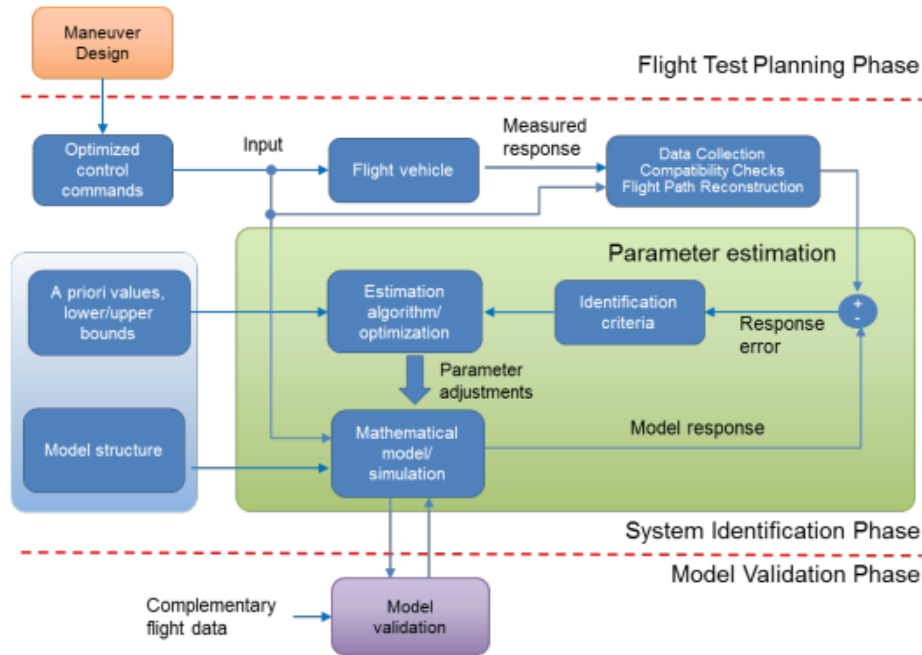 Maneuver
Design
Flight Test Planning Phase
Optimized
control
commands
Input
Flight vehicle
Measured
response
Data Collection
Compatibility Checks
Flight Path Reconstruction
Parameter estimation
A priori values,
lower/upper
bounds
Estimation
algorithm/
optimization
Identification
criteria
+
-
Response
error
Parameter
adjustments
Model structure
Mathematical
model/
simulation
Model response
System Identification Phase
Model Validation Phase
Complementary
flight data
Model
validation